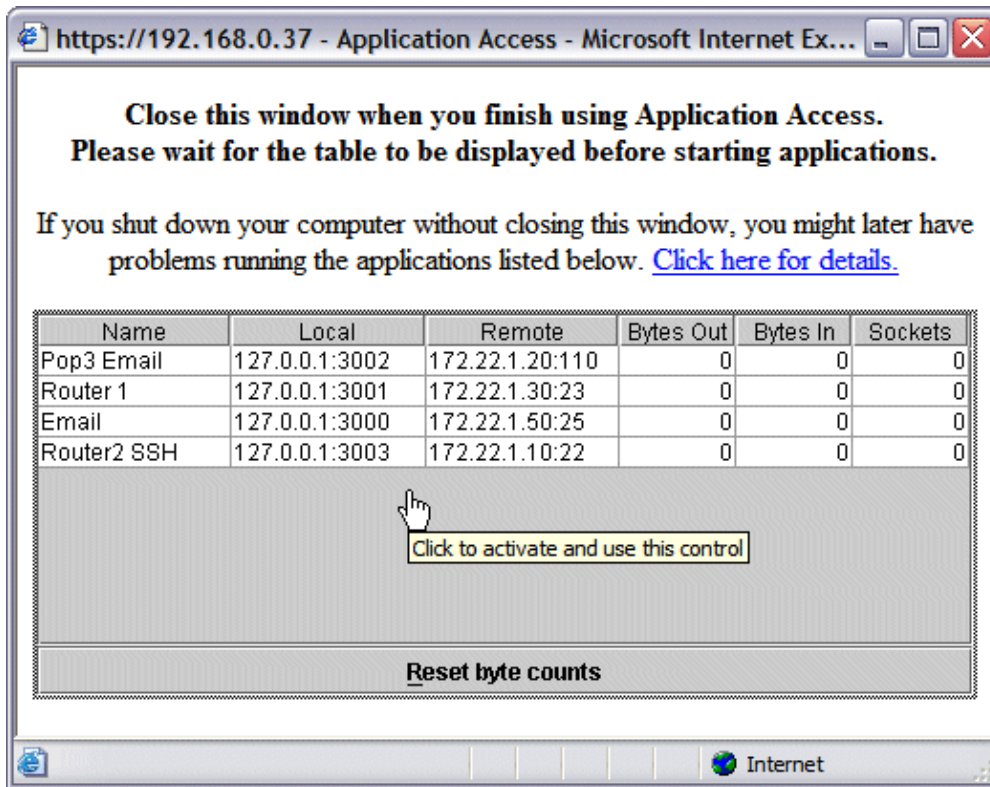 https://192.168.0.37 - Application Access - Microsoft Internet Ex...
Close this window when you finish using Application Access.
Please wait for the table to be displayed before starting applications.
If you shut down your computer without closing this window, you might later have
problems running the applications listed below. Click here for details.
Name Local Remote Bytes Out Bytes In Sockets
Pop3 Email 127.0.0.1:3002 172.22.1.20:110 0 0 0
Router 1 127.0.0.1:3001 172.22.1.30:23 0 0 0
Email 127.0.0.1:3000 172.22.1.50:25 0 0 0
Router2 SSH 127.0.0.1:3003 172.22.1.10:22 0 0 0
Click to activate and use this control
Reset byte counts
Internet